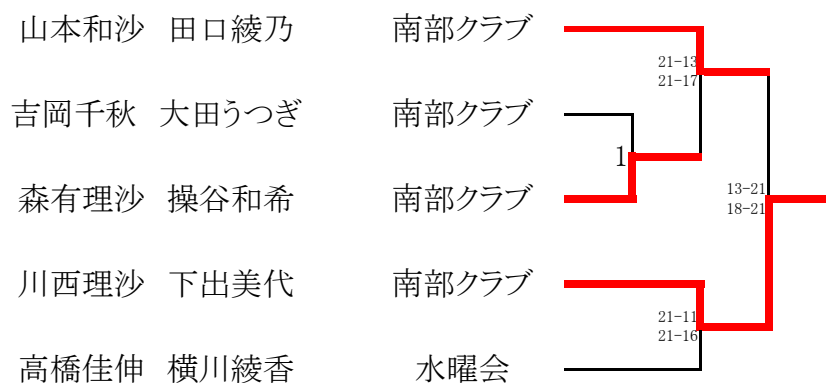 山本和沙 田口綾乃 南部クラブ
21-13
21-17
吉岡千秋 大田うつぎ 南部クラブ
1
森有理沙 操谷和希 南部クラブ
13-21
18-21
川西理沙 下出美代 南部クラブ
21-11
21-16
高橋佳伸 横川綾香 水曜会